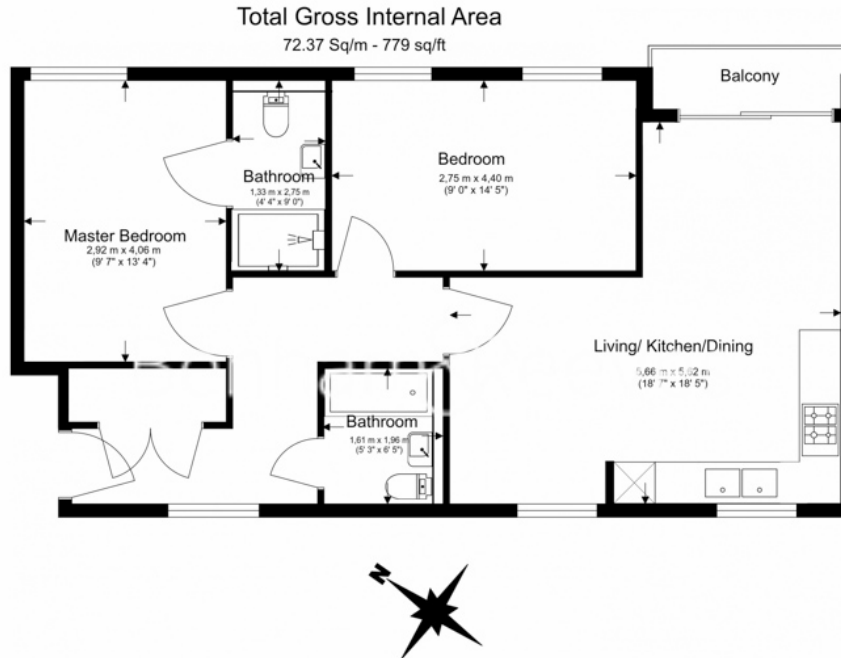 Total Gross Internal Area
72.37 Sq/m - 779 sq/ft
Balcony
Bathroom
1,33 m x 2,75 m
(4' 4" x 9' 0")
Bedroom
2,75 m x 4,40 m
(9' 0" x 14' 5")
Master Bedroom
2,92 m x 4,06 m
(9' 7" x 13' 4")
Living/ Kitchen/Dining
5,66 m x 5,62 m
(18' 7" x 18' 5")
Bathroom
1,61 m x 1,96 m
(5' 3" x 6' 5")
N